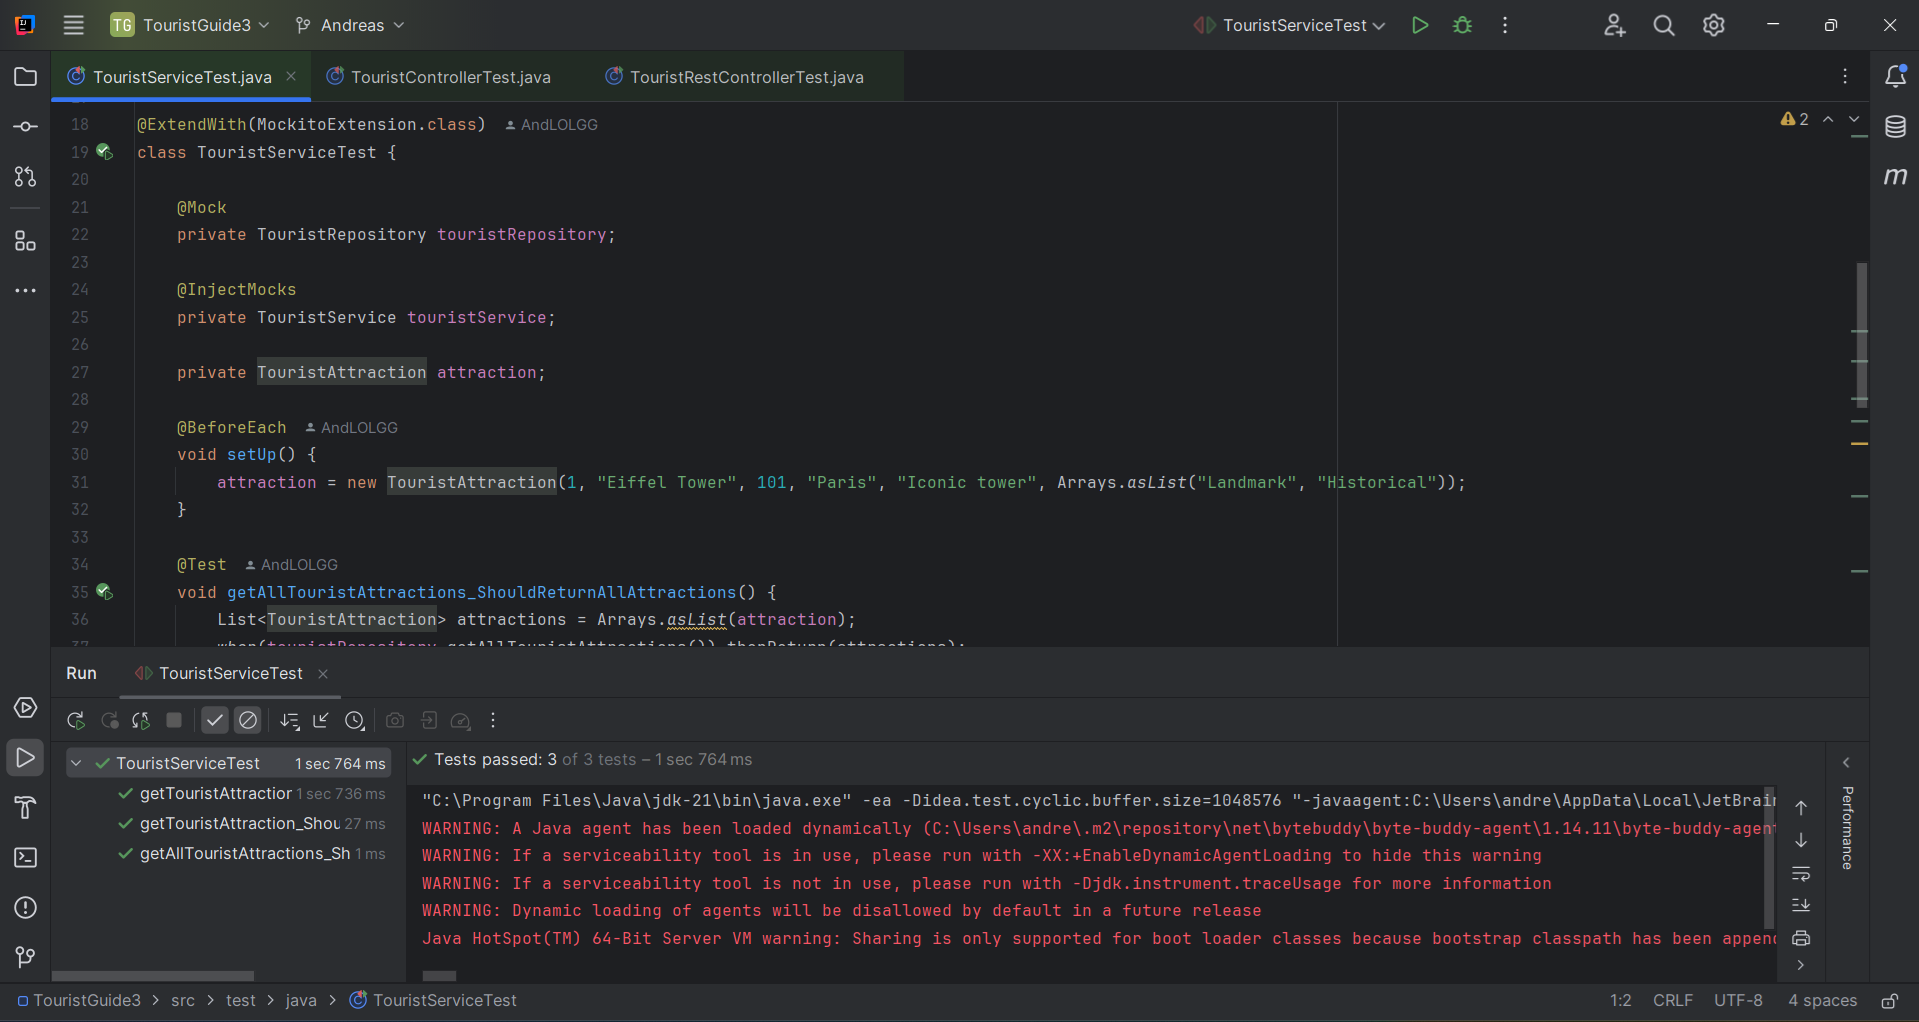 TG TouristGuide3 Andreas TouristServiceTest
TouristServiceTest.java TouristControllerTest.java TouristRestControllerTest.java
18 @ExtendWith(MockitoExtension.class) AndLOLGG
2
19 class TouristServiceTest {
20
21 @Mock
22 private TouristRepository touristRepository;
23
24 @InjectMocks
25 private TouristService touristService;
26
27 private TouristAttraction attraction;
28
29 @BeforeEach AndLOLGG
30 void setUp() {
31 attraction = new TouristAttraction(1, "Eiffel Tower", 101, "Paris", "Iconic tower", Arrays.asList("Landmark", "Historical"));
32 }
33
34 @Test AndLOLGG
35 void getAllTouristAttractions_ShouldReturnAllAttractions() {
36 List<TouristAttraction> attractions = Arrays.asList(attraction);
37 when(touristRepository.getAllTouristAttractions()).thenReturn(attractions);
Run TouristServiceTest
TouristServiceTest 1 sec 764 ms
getTouristAttraction 1 sec 736 ms
getTouristAttraction_Shou 27 ms
getAllTouristAttractions_Sh 1 ms
Tests passed: 3 of 3 tests – 1 sec 764 ms
"C:\Program Files\Java\jdk-21\bin\java.exe" -ea -Didea.test.cyclic.buffer.size=1048576 "-javaagent:C:\Users\andre\AppData\Local\JetBrain
WARNING: A Java agent has been loaded dynamically (C:\Users\andre\.m2\repository\net\bytebuddy\byte-buddy-agent\1.14.11\byte-buddy-agent
WARNING: If a serviceability tool is in use, please run with -XX:+EnableDynamicAgentLoading to hide this warning
WARNING: If a serviceability tool is not in use, please run with -Djdk.instrument.traceUsage for more information
WARNING: Dynamic loading of agents will be disallowed by default in a future release
Java HotSpot(TM) 64-Bit Server VM warning: Sharing is only supported for boot loader classes because bootstrap classpath has been append
Performance
TouristGuide3 > src > test > java > TouristServiceTest
1:2 CRLF UTF-8 4 spaces